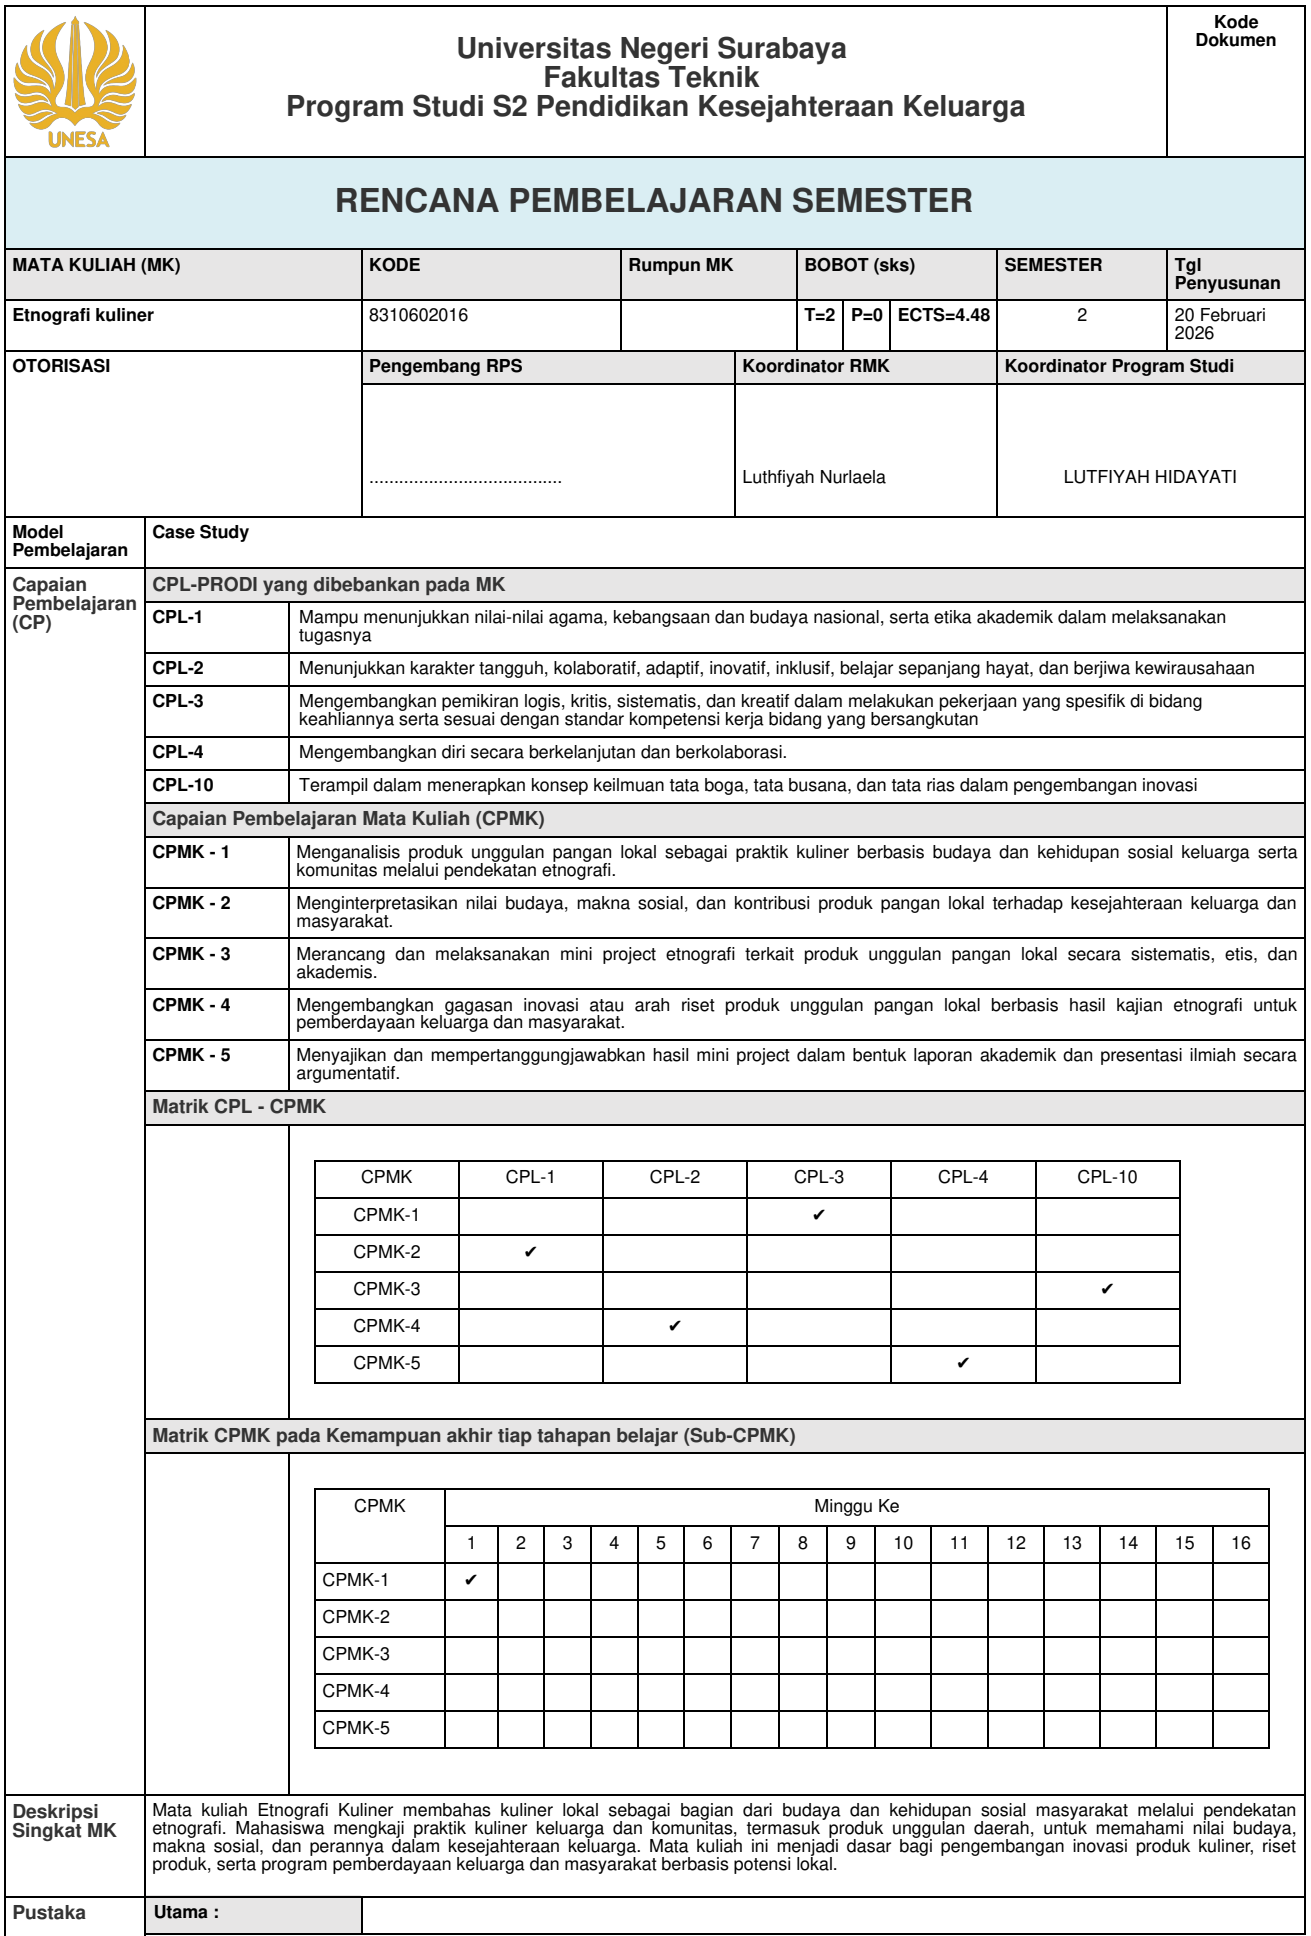 UNESA
Universitas Negeri Surabaya
Fakultas Teknik
Program Studi S2 Pendidikan Kesejahteraan Keluarga
Kode
Dokumen
RENCANA PEMBELAJARAN SEMESTER
MATA KULIAH (MK) KODE Rumpun MK BOBOT (sks) SEMESTER Tgl
Penyusunan
Etnografi kuliner 8310602016 T=2 P=0 ECTS=4.48 2 20 Februari
2026
OTORISASI Pengembang RPS Koordinator RMK Koordinator Program Studi
....................................... Luthfiyah Nurlaela LUTFIYAH HIDAYATI
Model
Pembelajaran
Case Study
Capaian
Pembelajaran
(CP)
CPL-PRODI yang dibebankan pada MK
CPL-1 Mampu menunjukkan nilai-nilai agama, kebangsaan dan budaya nasional, serta etika akademik dalam melaksanakan
tugasnya
CPL-2 Menunjukkan karakter tangguh, kolaboratif, adaptif, inovatif, inklusif, belajar sepanjang hayat, dan berjiwa kewirausahaan
CPL-3 Mengembangkan pemikiran logis, kritis, sistematis, dan kreatif dalam melakukan pekerjaan yang spesifik di bidang
keahliannya serta sesuai dengan standar kompetensi kerja bidang yang bersangkutan
CPL-4 Mengembangkan diri secara berkelanjutan dan berkolaborasi.
CPL-10 Terampil dalam menerapkan konsep keilmuan tata boga, tata busana, dan tata rias dalam pengembangan inovasi
Capaian Pembelajaran Mata Kuliah (CPMK)
CPMK - 1 Menganalisis produk unggulan pangan lokal sebagai praktik kuliner berbasis budaya dan kehidupan sosial keluarga serta
komunitas melalui pendekatan etnografi.
CPMK - 2 Menginterpretasikan nilai budaya, makna sosial, dan kontribusi produk pangan lokal terhadap kesejahteraan keluarga dan
masyarakat.
CPMK - 3 Merancang dan melaksanakan mini project etnografi terkait produk unggulan pangan lokal secara sistematis, etis, dan
akademis.
CPMK - 4 Mengembangkan gagasan inovasi atau arah riset produk unggulan pangan lokal berbasis hasil kajian etnografi untuk
pemberdayaan keluarga dan masyarakat.
CPMK - 5 Menyajikan dan mempertanggungjawabkan hasil mini project dalam bentuk laporan akademik dan presentasi ilmiah secara
argumentatif.
Matrik CPL - CPMK
CPMK CPL-1 CPL-2 CPL-3 CPL-4 CPL-10
CPMK-1 ✔
CPMK-2 ✔
CPMK-3 ✔
CPMK-4 ✔
CPMK-5 ✔
Matrik CPMK pada Kemampuan akhir tiap tahapan belajar (Sub-CPMK)
CPMK Minggu Ke
1 2 3 4 5 6 7 8 9 10 11 12 13 14 15 16
CPMK-1 ✔
CPMK-2
CPMK-3
CPMK-4
CPMK-5
Deskripsi
Singkat MK
Mata kuliah Etnografi Kuliner membahas kuliner lokal sebagai bagian dari budaya dan kehidupan sosial masyarakat melalui pendekatan
etnografi. Mahasiswa mengkaji praktik kuliner keluarga dan komunitas, termasuk produk unggulan daerah, untuk memahami nilai budaya,
makna sosial, dan perannya dalam kesejahteraan keluarga. Mata kuliah ini menjadi dasar bagi pengembangan inovasi produk kuliner, riset
produk, serta program pemberdayaan keluarga dan masyarakat berbasis potensi lokal.
Pustaka Utama :